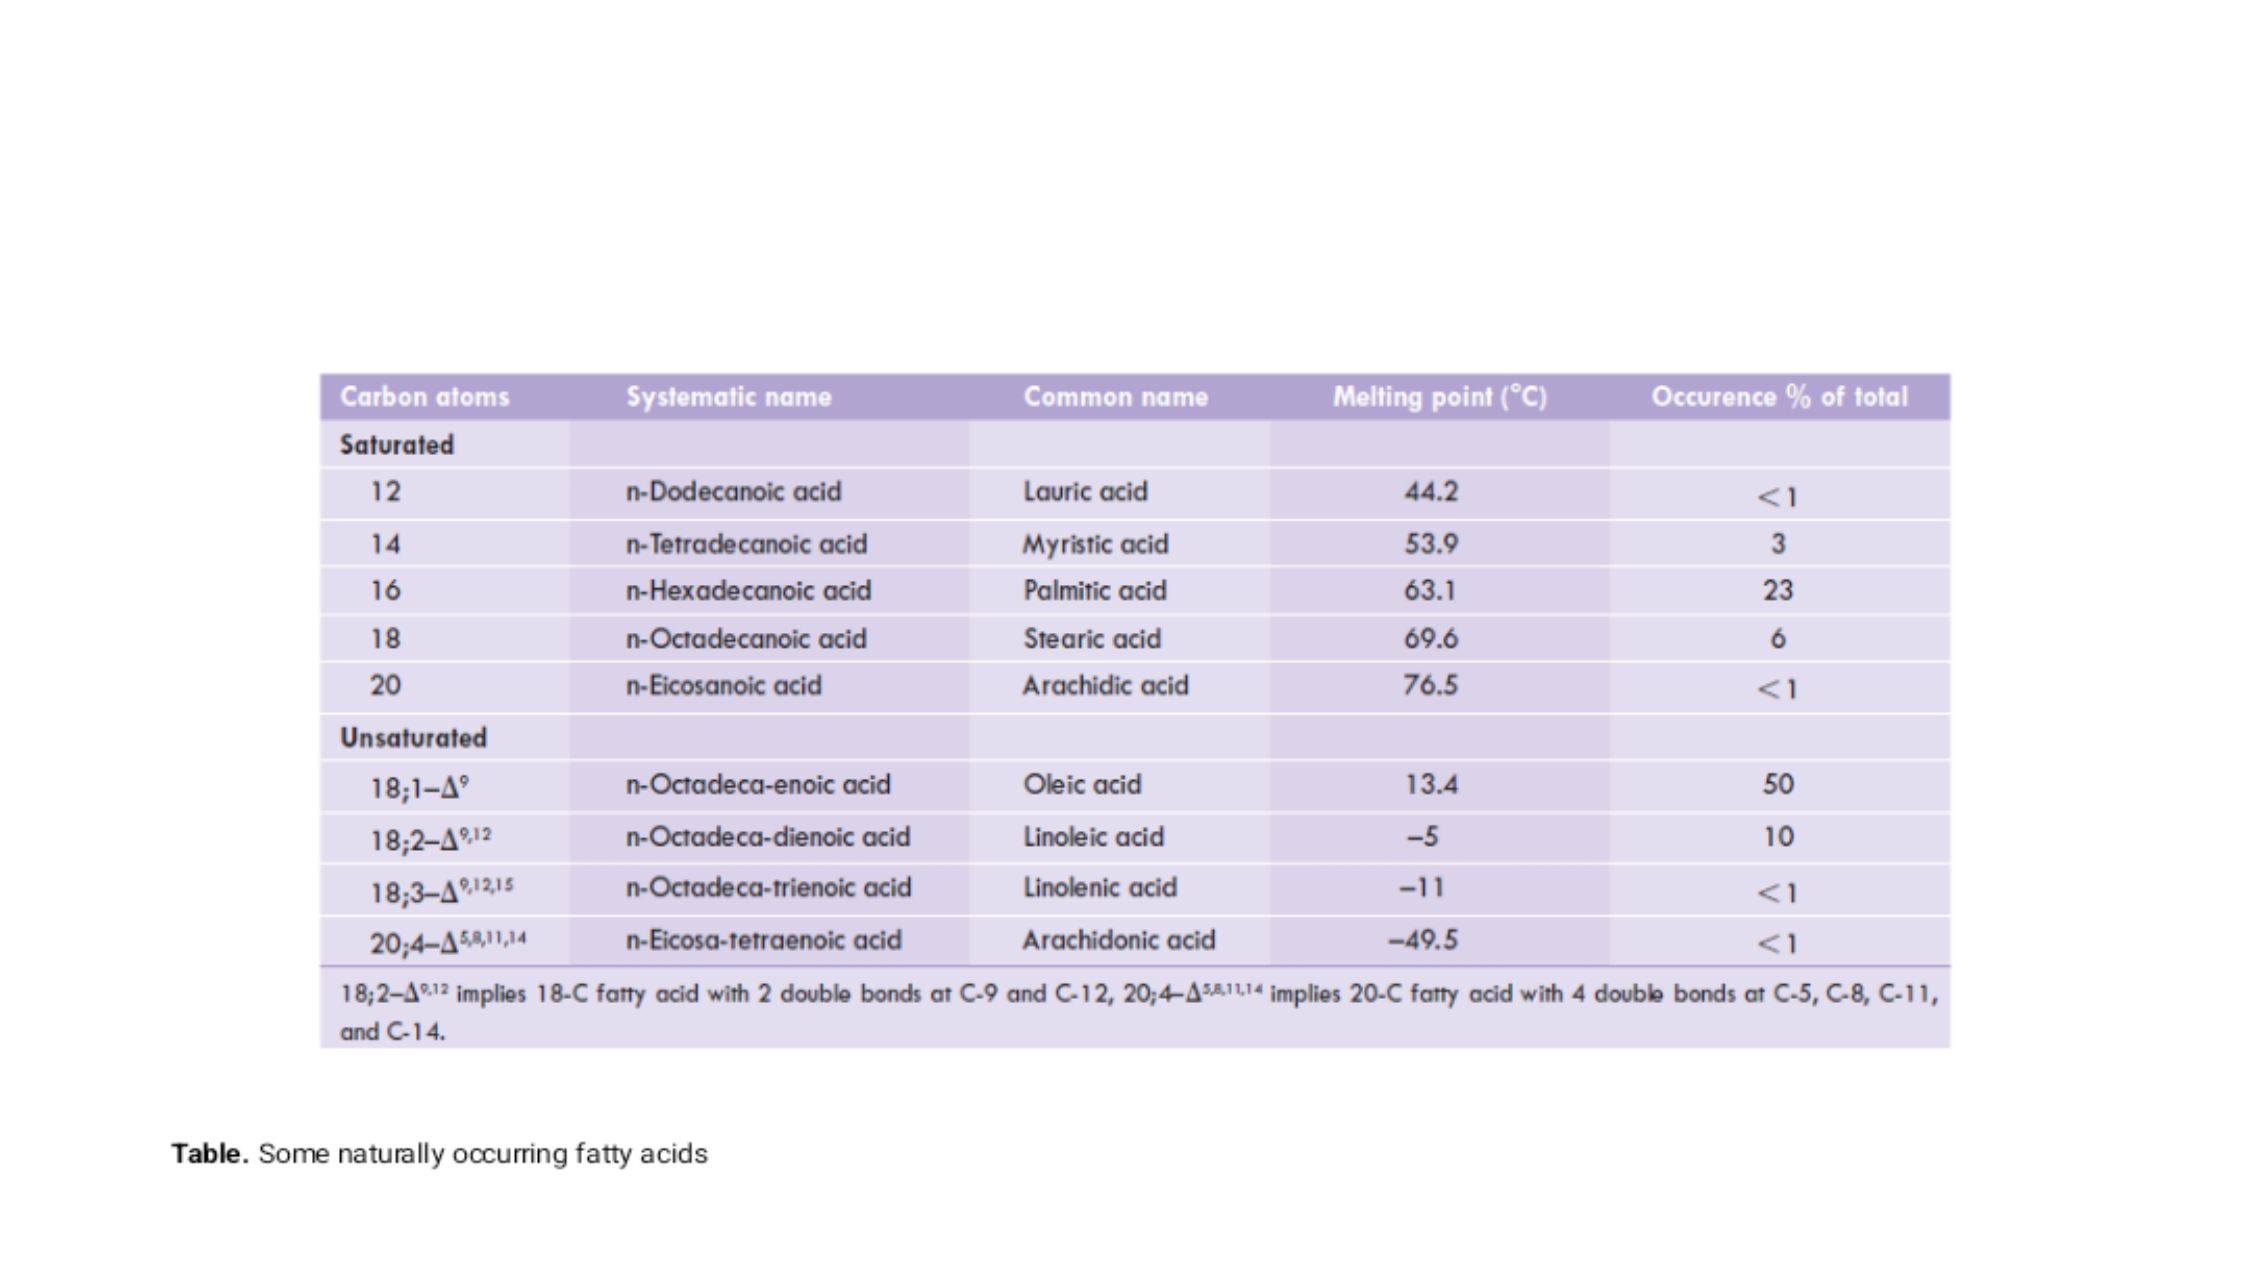 Carbon atoms Systematic name Common name Melting point (°C) Occurence % of total
Saturated
12 n-Dodecanoic acid Lauric acid 44.2 <1
14 n-Tetradecanoic acid Myristic acid 53.9 3
16 n-Hexadecanoic acid Palmitic acid 63.1 23
18 n-Octadecanoic acid Stearic acid 69.6 6
20 n-Eicosanoic acid Arachidic acid 76.5 <1
Unsaturated
18;1–Δ⁹ n-Octadeca-enoic acid Oleic acid 13.4 50
18;2–Δ⁹,¹² n-Octadeca-dienoic acid Linoleic acid –5 10
18;3–Δ⁹,¹²,¹⁵ n-Octadeca-trienoic acid Linolenic acid –11 <1
20;4–Δ⁵,⁸,¹¹,¹⁴ n-Eicosa-tetraenoic acid Arachidonic acid –49.5 <1
18;2–Δ⁹,¹² implies 18-C fatty acid with 2 double bonds at C-9 and C-12, 20;4–Δ⁵,⁸,¹¹,¹⁴ implies 20-C fatty acid with 4 double bonds at C-5, C-8, C-11,
and C-14.
Table. Some naturally occurring fatty acids